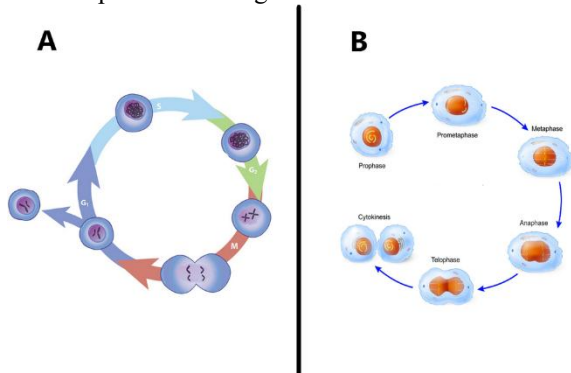 A
B
S
G₂
G₁
M
Prophase
Prometaphase
Metaphase
Anaphase
Telophase
Cytokinesis